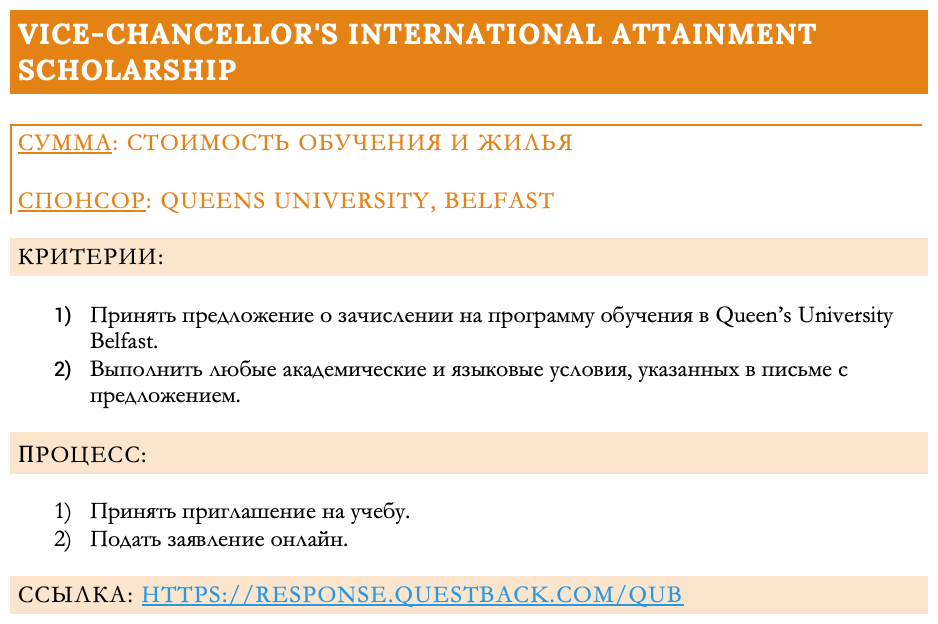 VICE-CHANCELLOR'S INTERNATIONAL ATTAINMENT
SCHOLARSHIP
СУММА: СТОИМОСТЬ ОБУЧЕНИЯ И ЖИЛЬЯ
СПОНСОР: QUEENS UNIVERSITY, BELFAST
КРИТЕРИИ:
1) Принять предложение о зачислении на программу обучения в Queen’s University
Belfast.
2) Выполнить любые академические и языковые условия, указанных в письме с
предложением.
ПРОЦЕСС:
1) Принять приглашение на учебу.
2) Подать заявление онлайн.
ССЫЛКА: HTTPS://RESPONSE.QUESTBACK.COM/QUB